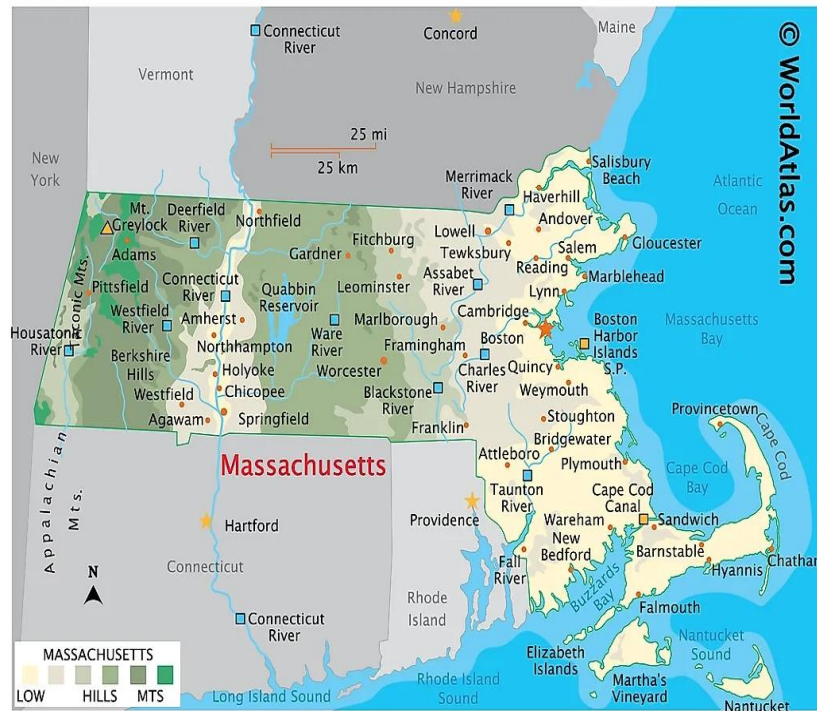 Connecticut
River
Concord
Maine
© WorldAtlas.com
Vermont
New Hampshire
25 mi
25 km
New
York
Merrimack
River
Salisbury
Beach
Atlantic
Ocean
Haverhill
Mt.
Greylock
Deerfield
River
Northfield
Andover
Lowell
Fitchburg
Tewksbury
Salem
Gloucester
Adams
Gardner
Reading
Taconic Mts.
Connecticut
River
Assabet
River
Marblehead
Pittsfield
Quabbin
Reservoir
Leominster
Lynn
Westfield
River
Amherst
Cambridge
Marlborough
Boston
Boston
Harbor
Islands
S.P.
Massachusetts
Bay
Housatonic
River
Ware
River
Northhampton
Framingham
Berkshire
Hills
Holyoke
Worcester
Charles
River
Quincy
Chicopee
Weymouth
Westfield
Blackstone
River
Provincetown
Agawam
Springfield
Franklin
Stoughton
Bridgewater
Cape Cod
Attleboro
Plymouth
Massachusetts
Cape Cod
Bay
Taunton
River
Cape Cod
Canal
Appalachian
Mts.
Hartford
Providence
Wareham
Sandwich
New
Bedford
Barnstable
Chathar
Fall
River
Hyannis
Connecticut
N
Buzzards
Bay
Rhode
Island
Falmouth
Connecticut
River
Nantucket
Sound
Elizabeth
Islands
MASSACHUSETTS
LOW
HILLS
MTS
Long Island Sound
Rhode Island
Sound
Martha's
Vineyard
Nantucket